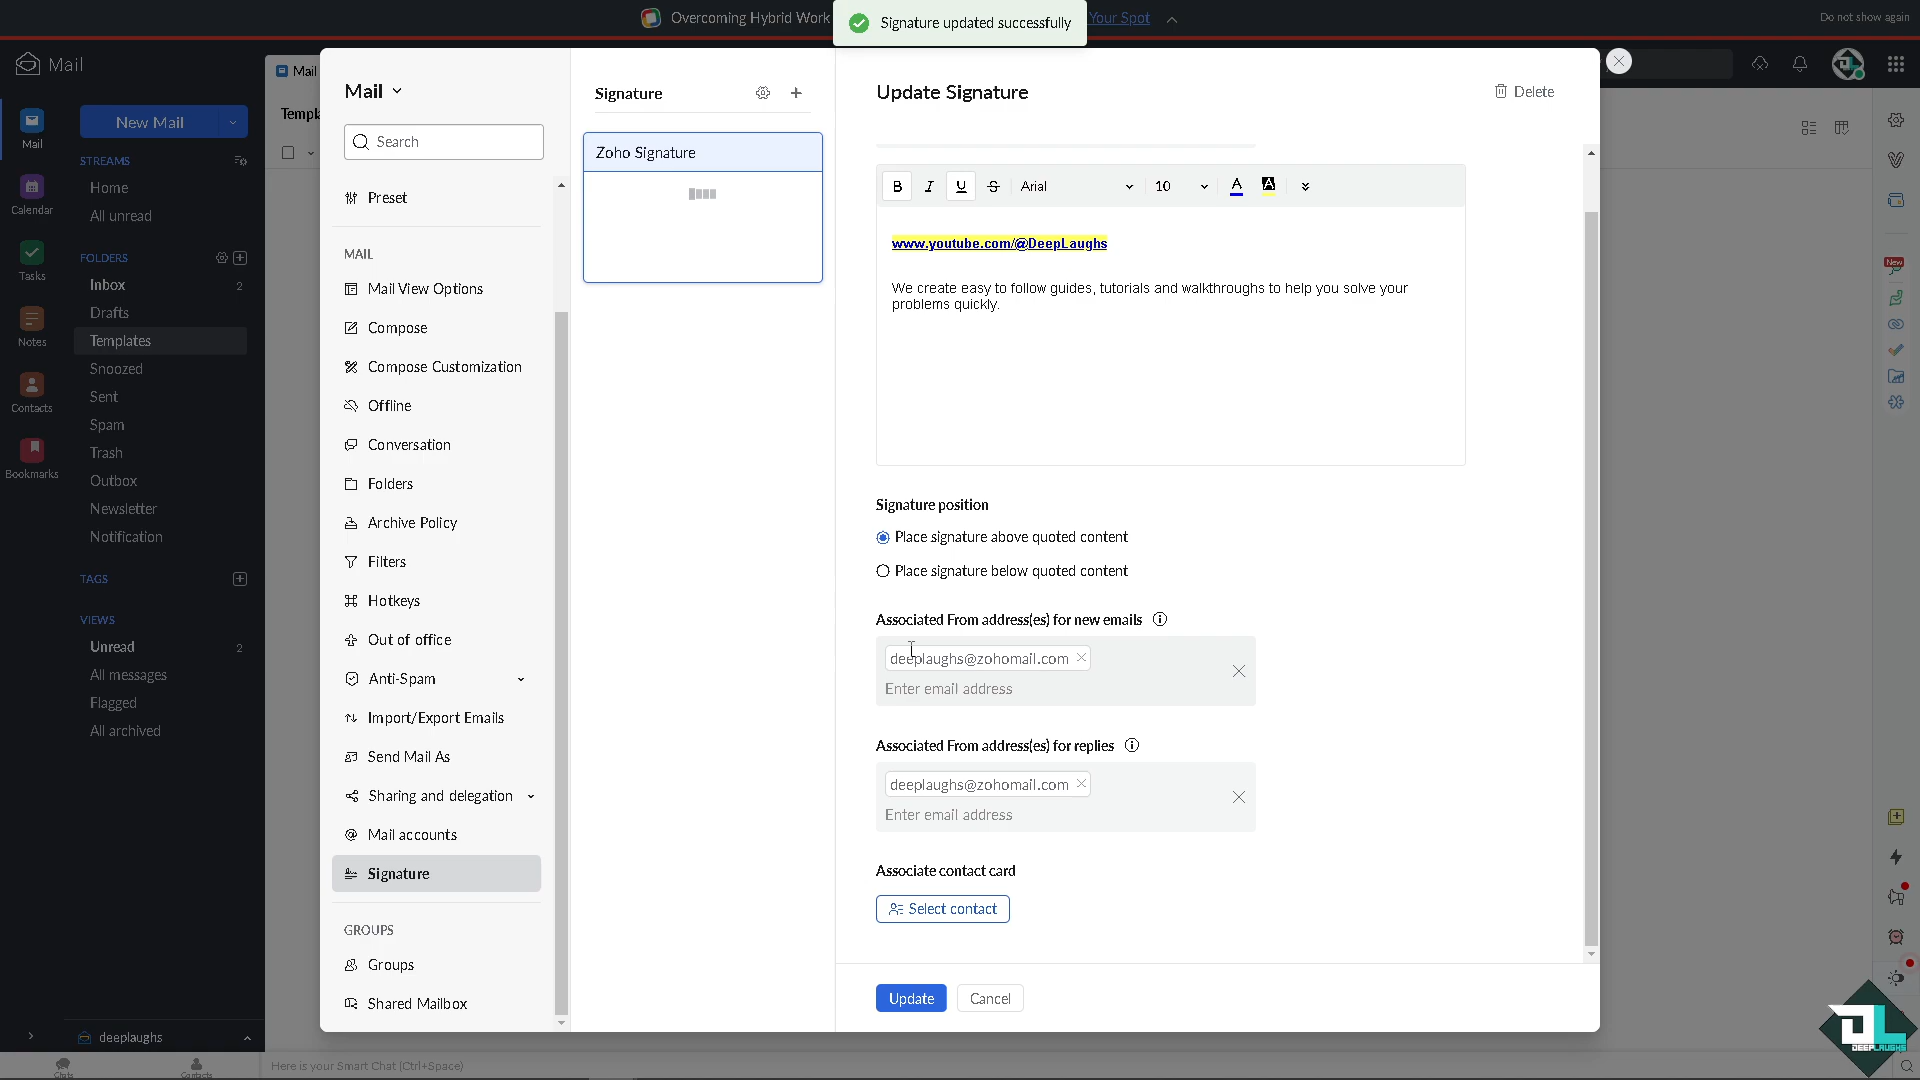 Overcoming Hybrid Work
Your Spot
Do not show again
Signature updated successfully
Mail
Mail
New Mail
STREAMS
Home
All unread
FOLDERS
Inbox 2
Drafts
Templates
Snoozed
Sent
Spam
Trash
Outbox
Newsletter
Notification
TAGS
VIEWS
Unread 2
All messages
Flagged
All archived
deeplaughs
Mail
Calendar
Tasks
Notes
Contacts
Bookmarks
Chats
Contacts
Here is your Smart Chat (Ctrl+Space)
Mail
Search
Preset
MAIL
Mail View Options
Compose
Compose Customization
Offline
Conversation
Folders
Archive Policy
Filters
Hotkeys
Out of office
Anti-Spam
Import/Export Emails
Send Mail As
Sharing and delegation
Mail accounts
Signature
GROUPS
Groups
Shared Mailbox
Signature
Zoho Signature
Update Signature
Delete
B I U S Arial 10 A A
www.youtube.com/@DeepLaughs
We create easy to follow guides, tutorials and walkthroughs to help you solve your
problems quickly.
Signature position
Place signature above quoted content
Place signature below quoted content
Associated From address(es) for new emails
deeplaughs@zohomail.com
Enter email address
Associated From address(es) for replies
deeplaughs@zohomail.com
Enter email address
Associate contact card
Select contact
Update
Cancel
New
DL
DEEPLAUGHS